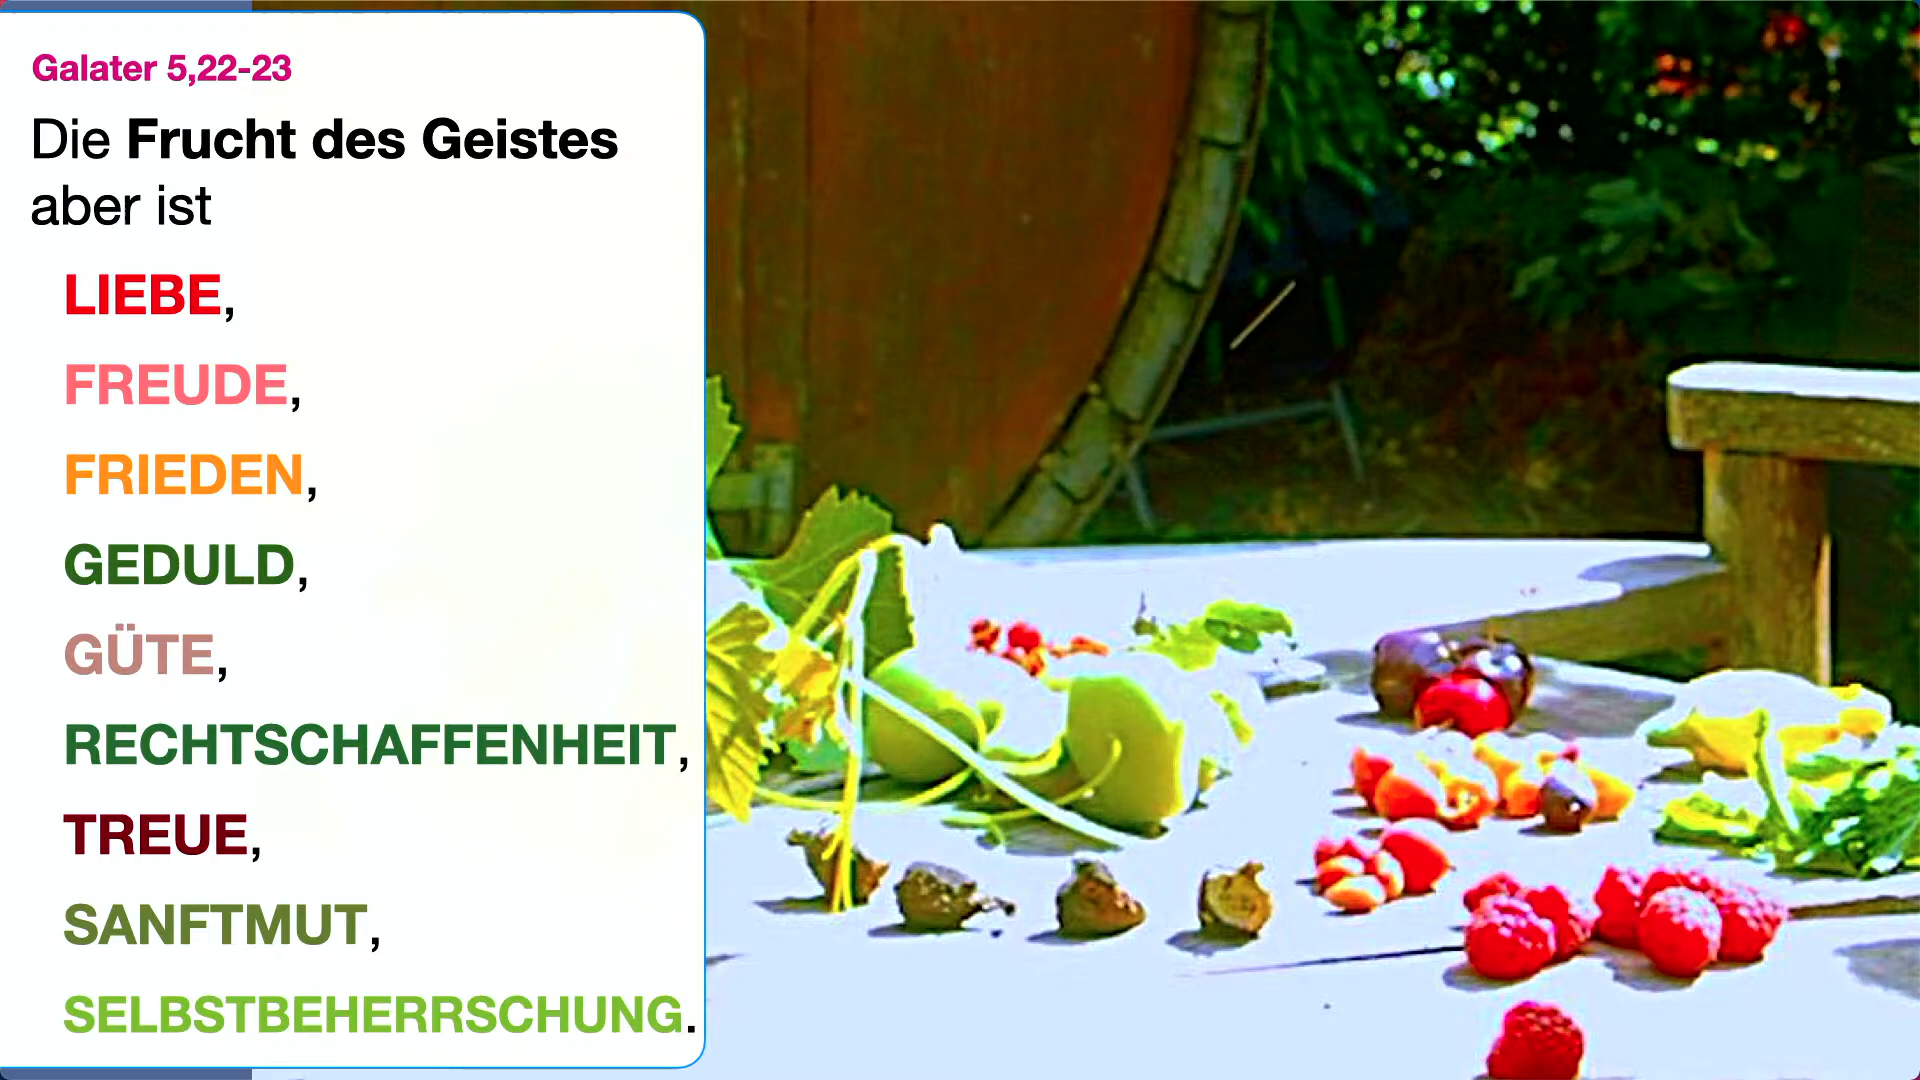 Galater 5,22-23
Die Frucht des Geistes
aber ist
LIEBE,
FREUDE,
FRIEDEN,
GEDULD,
GÜTE,
RECHTSCHAFFENHEIT,
TREUE,
SANFTMUT,
SELBSTBEHERRSCHUNG.